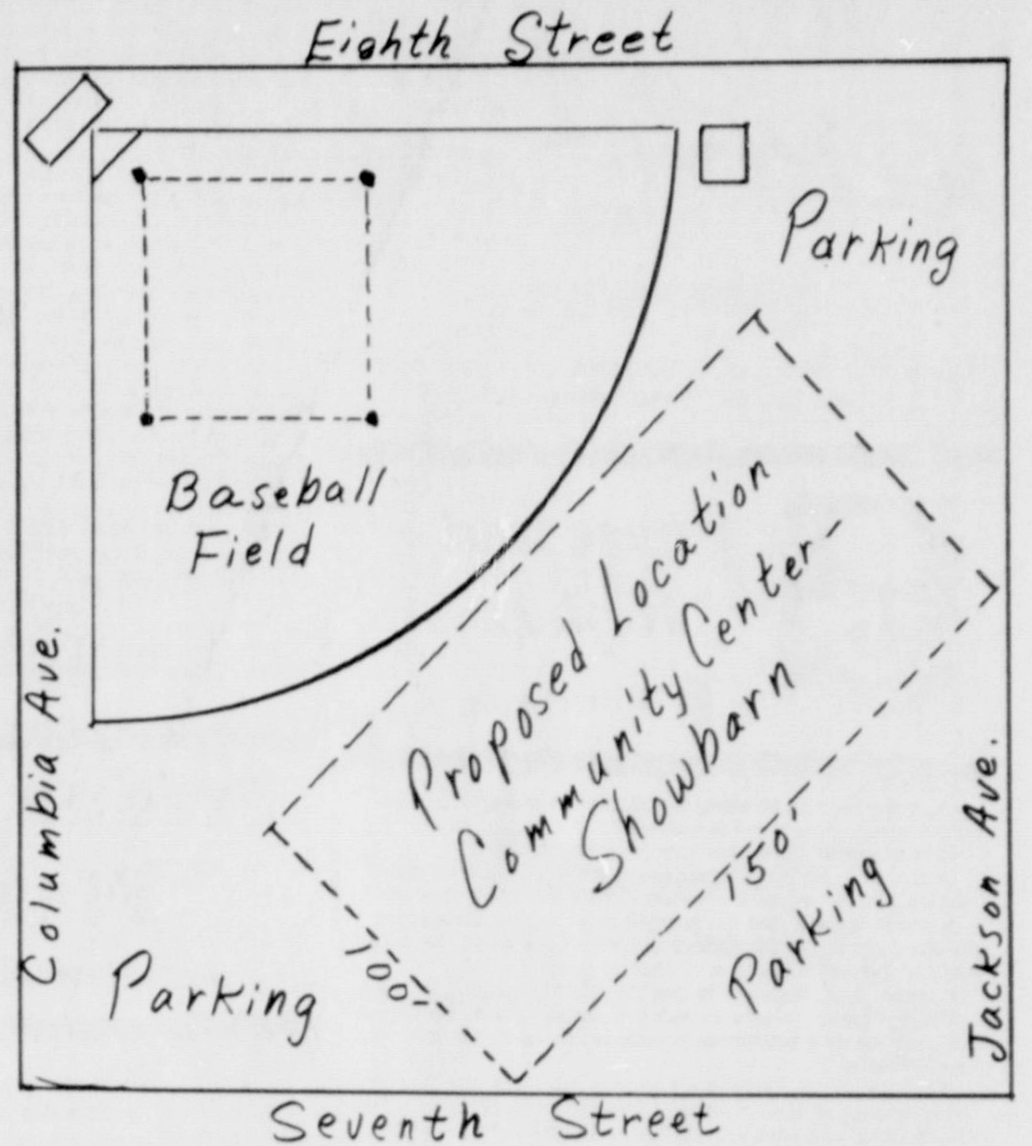 Eighth Street
Parking
Baseball
Field
Proposed Location
Community Center-
Showbarn
150'
Parking
100'
Parking
Columbia Ave.
Jackson Ave.
Seventh Street